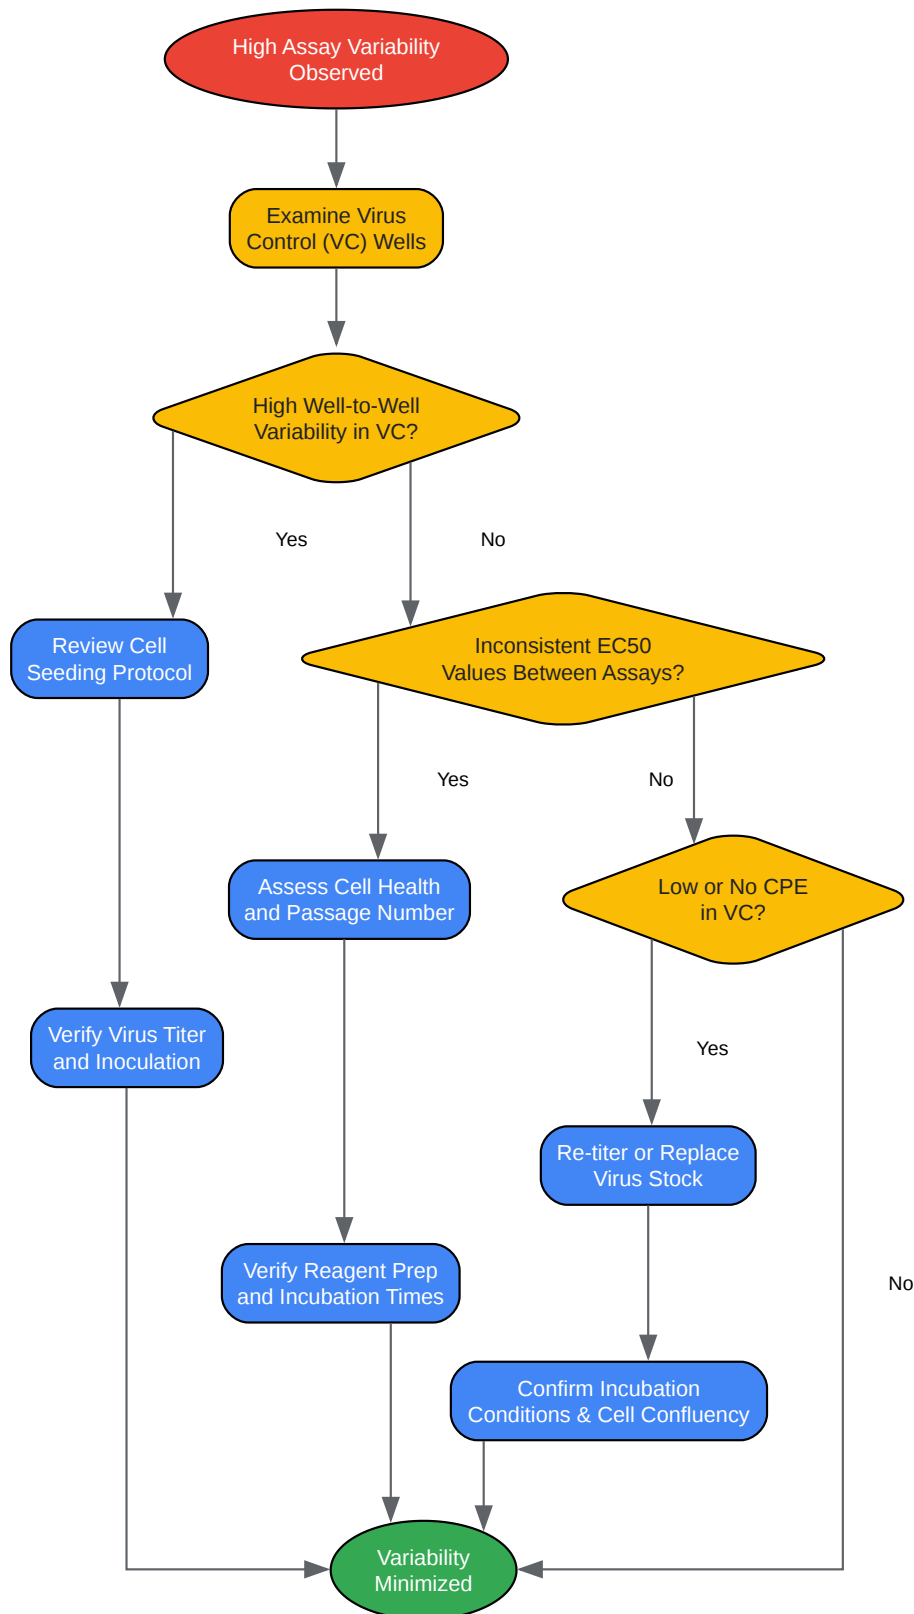 High Assay Variability
Observed
Examine Virus
Control (VC) Wells
High Well-to-Well
Variability in VC?
Yes
No
Review Cell
Seeding Protocol
Inconsistent EC50
Values Between Assays?
Yes
No
Assess Cell Health
and Passage Number
Low or No CPE
in VC?
Verify Virus Titer
and Inoculation
Yes
Re-titer or Replace
Virus Stock
Verify Reagent Prep
and Incubation Times
No
Confirm Incubation
Conditions & Cell Confluency
Variability
Minimized